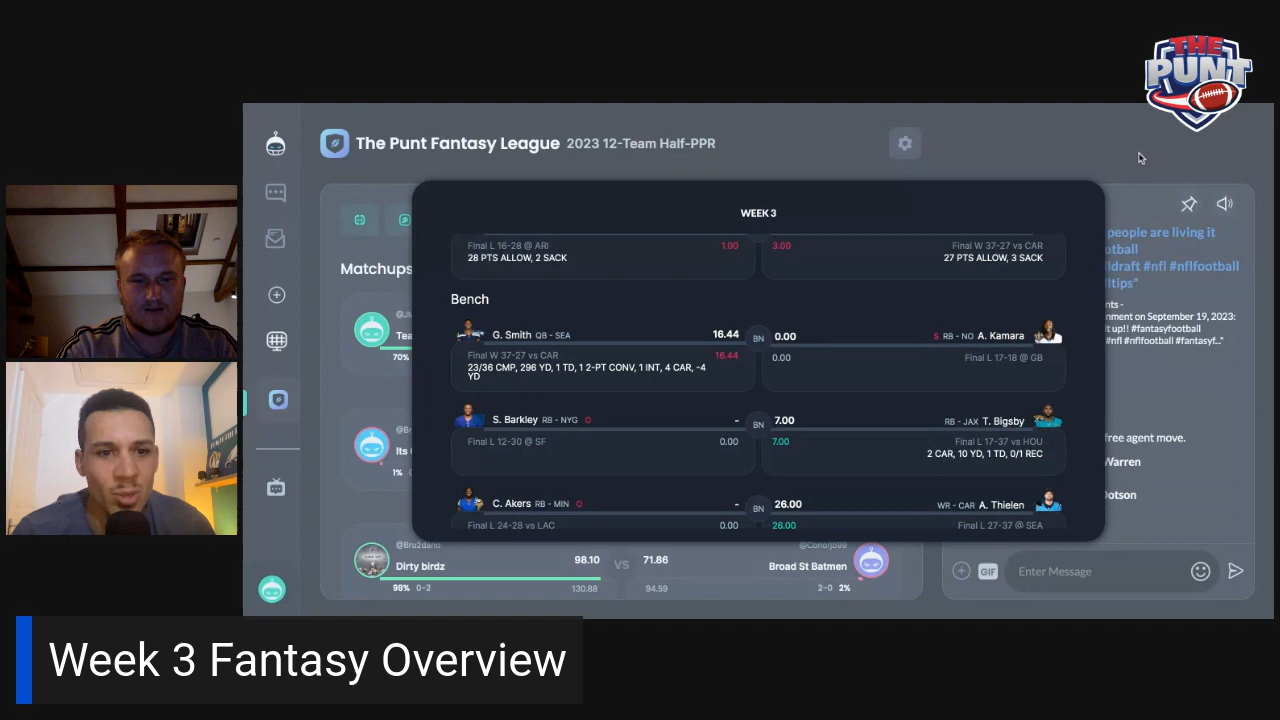 THE
PUNT
The Punt Fantasy League 2023 12-Team Half-PPR
WEEK 3
people are living it
otball
ldraft #nfl #nflfootball
ltips"
nts -
nment on September 19, 2023:
t up!! #fantasyfootball
#nfl #nflfootball #fantasyf..."
Matchups
Tea
70%
Its
1%
Final L 16-28 @ ARI 1.00 3.00 Final W 37-27 vs CAR
28 PTS ALLOW, 2 SACK 27 PTS ALLOW, 3 SACK
Bench
G. Smith QB - SEA 16.44 BN 0.00 S RB - NO A. Kamara
Final W 37-27 vs CAR 16.44 0.00 Final L 17-18 @ GB
23/36 CMP, 296 YD, 1 TD, 1 2-PT CONV, 1 INT, 4 CAR, -4
YD
S. Barkley RB - NYG O - BN 7.00 RB - JAX T. Bigsby
Final L 12-30 @ SF 0.00 7.00 Final L 17-37 vs HOU
2 CAR, 10 YD, 1 TD, 0/1 REC
C. Akers RB - MIN O - BN 26.00 WR - CAR A. Thielen
Final L 24-28 vs LAC 0.00 26.00 Final L 27-37 @ SEA
free agent move.
Warren
Dotson
@Bru2dano
Dirty birdz 98.10 VS 71.86 Broad St Batmen
98% 0-2 130.88 94.59 2-0 2%
GIF Enter Message
Week 3 Fantasy Overview